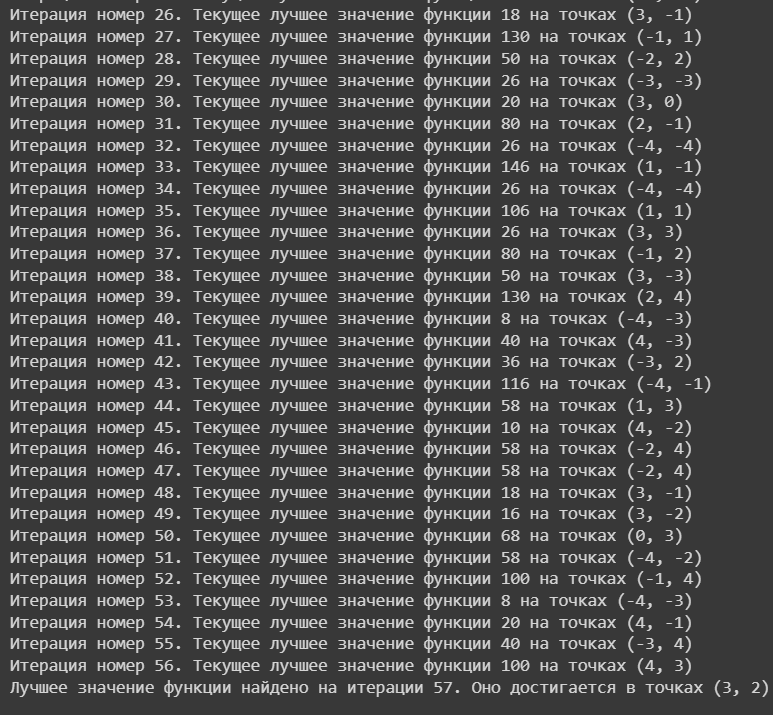 Итерация номер 26. Текущее лучшее значение функции 18 на точках (3, -1)
Итерация номер 27. Текущее лучшее значение функции 130 на точках (-1, 1)
Итерация номер 28. Текущее лучшее значение функции 50 на точках (-2, 2)
Итерация номер 29. Текущее лучшее значение функции 26 на точках (-3, -3)
Итерация номер 30. Текущее лучшее значение функции 20 на точках (3, 0)
Итерация номер 31. Текущее лучшее значение функции 80 на точках (2, -1)
Итерация номер 32. Текущее лучшее значение функции 26 на точках (-4, -4)
Итерация номер 33. Текущее лучшее значение функции 146 на точках (1, -1)
Итерация номер 34. Текущее лучшее значение функции 26 на точках (-4, -4)
Итерация номер 35. Текущее лучшее значение функции 106 на точках (1, 1)
Итерация номер 36. Текущее лучшее значение функции 26 на точках (3, 3)
Итерация номер 37. Текущее лучшее значение функции 80 на точках (-1, 2)
Итерация номер 38. Текущее лучшее значение функции 50 на точках (3, -3)
Итерация номер 39. Текущее лучшее значение функции 130 на точках (2, 4)
Итерация номер 40. Текущее лучшее значение функции 8 на точках (-4, -3)
Итерация номер 41. Текущее лучшее значение функции 40 на точках (4, -3)
Итерация номер 42. Текущее лучшее значение функции 36 на точках (-3, 2)
Итерация номер 43. Текущее лучшее значение функции 116 на точках (-4, -1)
Итерация номер 44. Текущее лучшее значение функции 58 на точках (1, 3)
Итерация номер 45. Текущее лучшее значение функции 10 на точках (4, -2)
Итерация номер 46. Текущее лучшее значение функции 58 на точках (-2, 4)
Итерация номер 47. Текущее лучшее значение функции 58 на точках (-2, 4)
Итерация номер 48. Текущее лучшее значение функции 18 на точках (3, -1)
Итерация номер 49. Текущее лучшее значение функции 16 на точках (3, -2)
Итерация номер 50. Текущее лучшее значение функции 68 на точках (0, 3)
Итерация номер 51. Текущее лучшее значение функции 58 на точках (-4, -2)
Итерация номер 52. Текущее лучшее значение функции 100 на точках (-1, 4)
Итерация номер 53. Текущее лучшее значение функции 8 на точках (-4, -3)
Итерация номер 54. Текущее лучшее значение функции 20 на точках (4, -1)
Итерация номер 55. Текущее лучшее значение функции 40 на точках (-3, 4)
Итерация номер 56. Текущее лучшее значение функции 100 на точках (4, 3)
Лучшее значение функции найдено на итерации 57. Оно достигается в точках (3, 2)